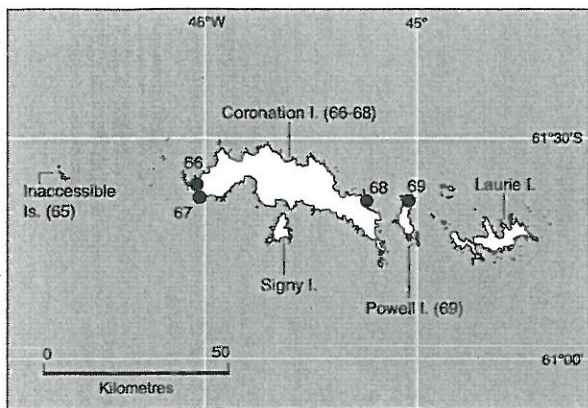 46°W
45°
Coronation I. (66-68)
61°30'S
66
68
69
Laurie I.
Inaccessible
Is. (65)
67
Signy I.
Powell I. (69)
0
50
61°00'
Kilometres